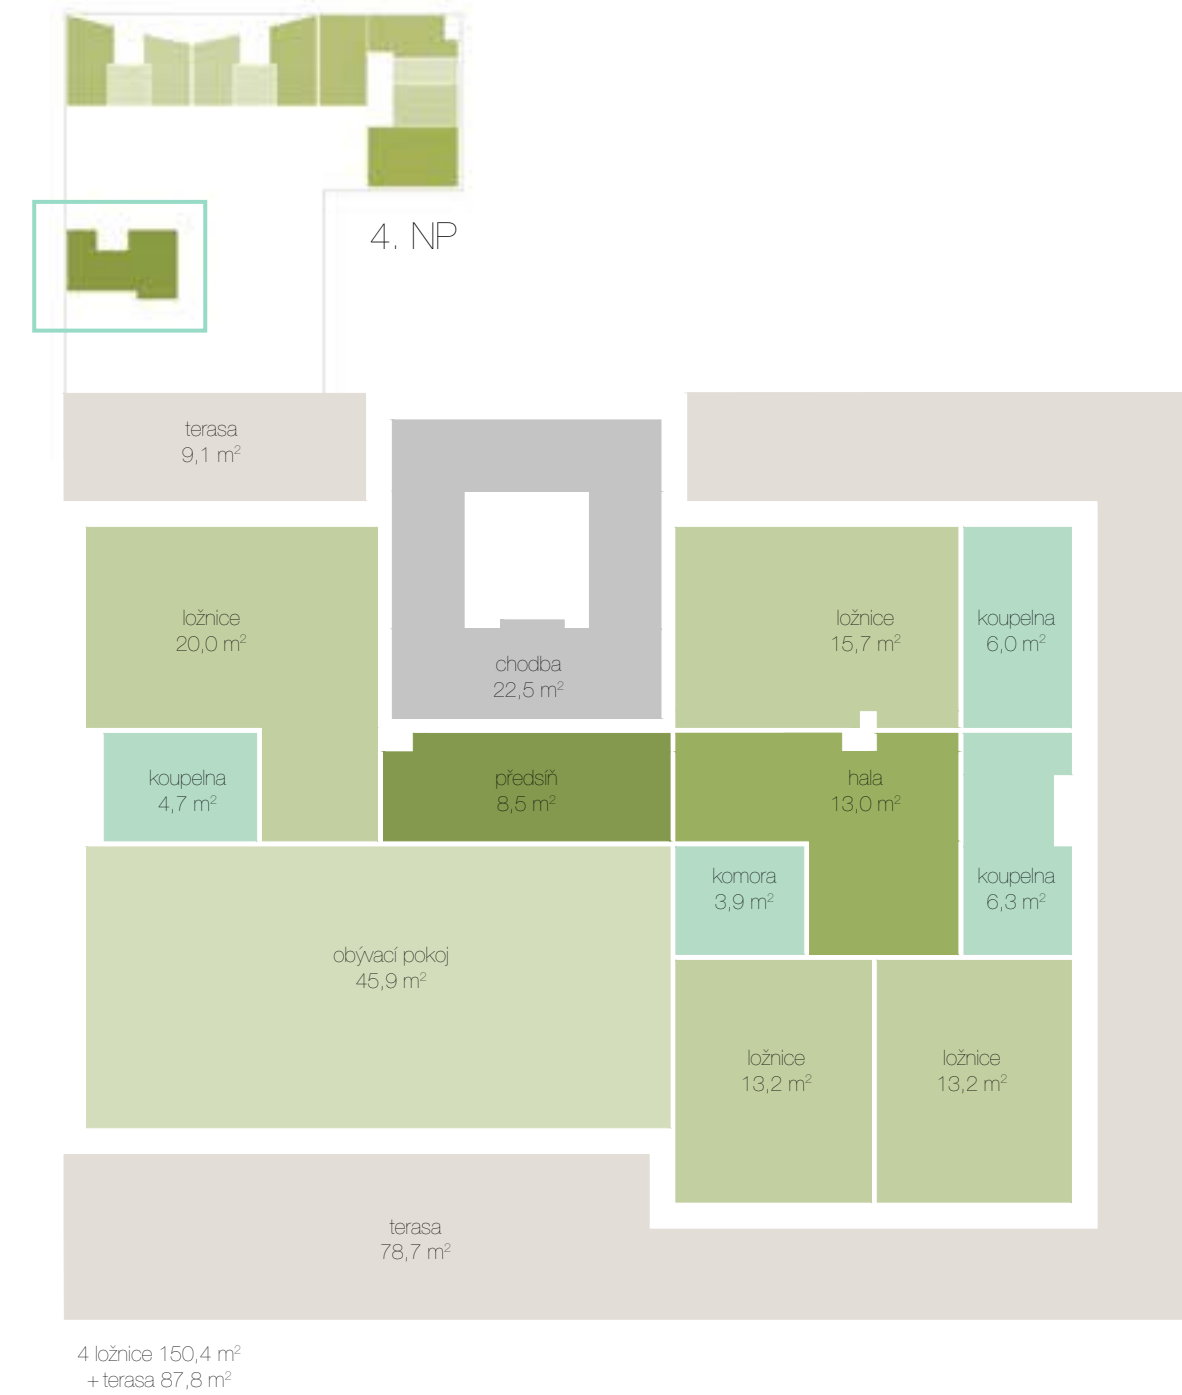 4. NP
terasa
9,1 m²
ložnice
20,0 m²
chodba
22,5 m²
ložnice
15,7 m²
koupelna
6,0 m²
koupelna
4,7 m²
předsíň
8,5 m²
hala
13,0 m²
komora
3,9 m²
koupelna
6,3 m²
obývací pokoj
45,9 m²
ložnice
13,2 m²
ložnice
13,2 m²
terasa
78,7 m²
4 ložnice 150,4 m²
+ terasa 87,8 m²